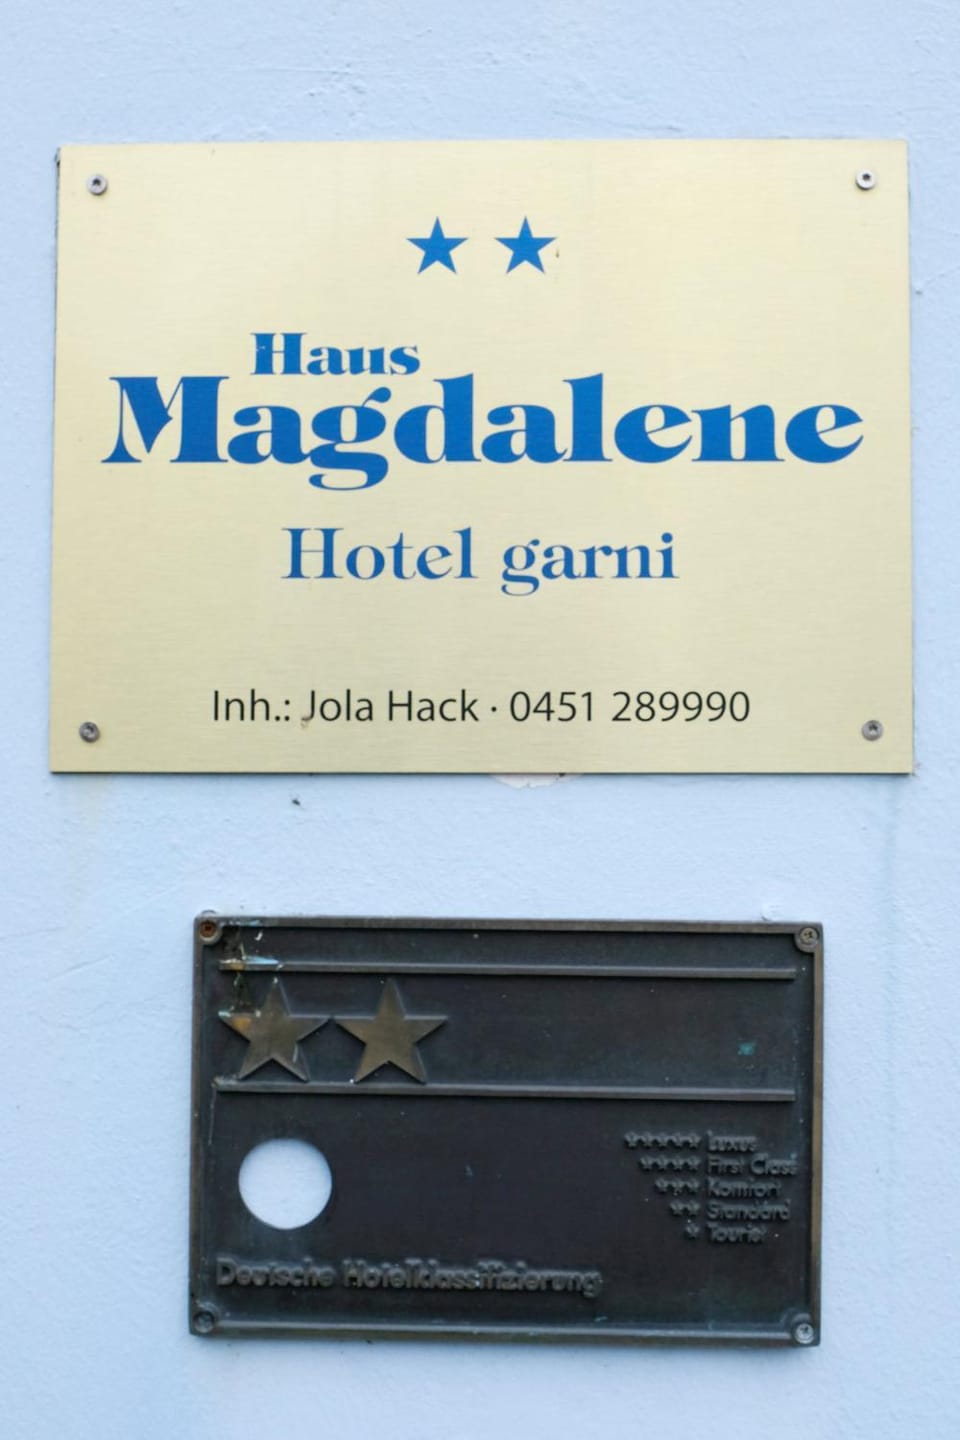 Haus
Magdalene
Hotel garni
Inh.: Jola Hack · 0451 289990
Luxus
First Class
Komfort
Standard
Tourist
Deutsche Hotelklassifizierung